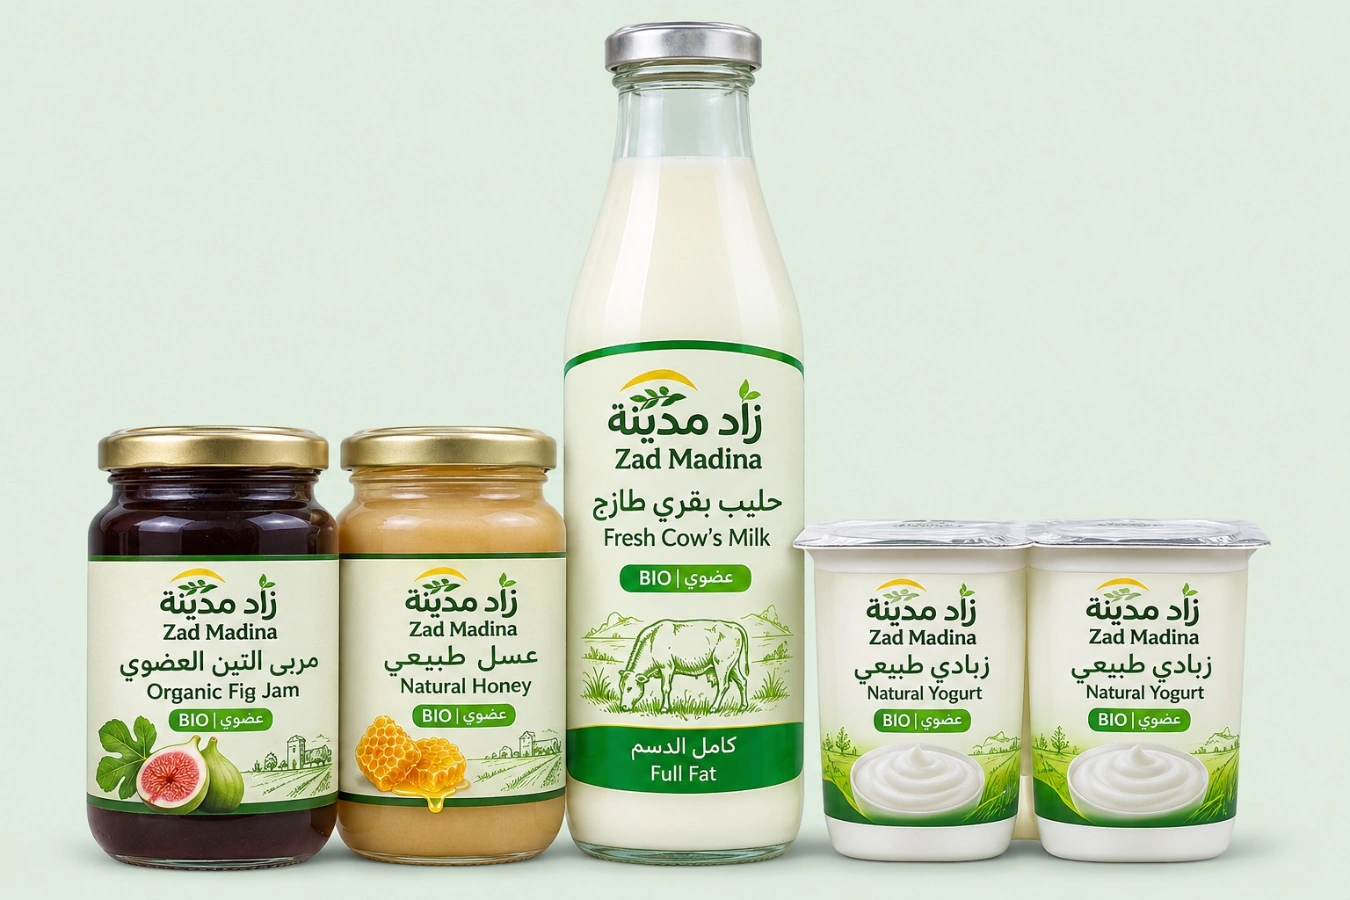 زاد مدينة
Zad Madina
مربى التين العضوي
Organic Fig Jam
BIO | عضوي
زاد مدينة
Zad Madina
عسل طبيعي
Natural Honey
BIO | عضوي
زاد مدينة
Zad Madina
حليب بقري طازج
Fresh Cow's Milk
BIO | عضوي
كامل الدسم
Full Fat
زاد مدينة
Zad Madina
زبادي طبيعي
Natural Yogurt
BIO | عضوي
زاد مدينة
Zad Madina
زبادي طبيعي
Natural Yogurt
BIO | عضوي